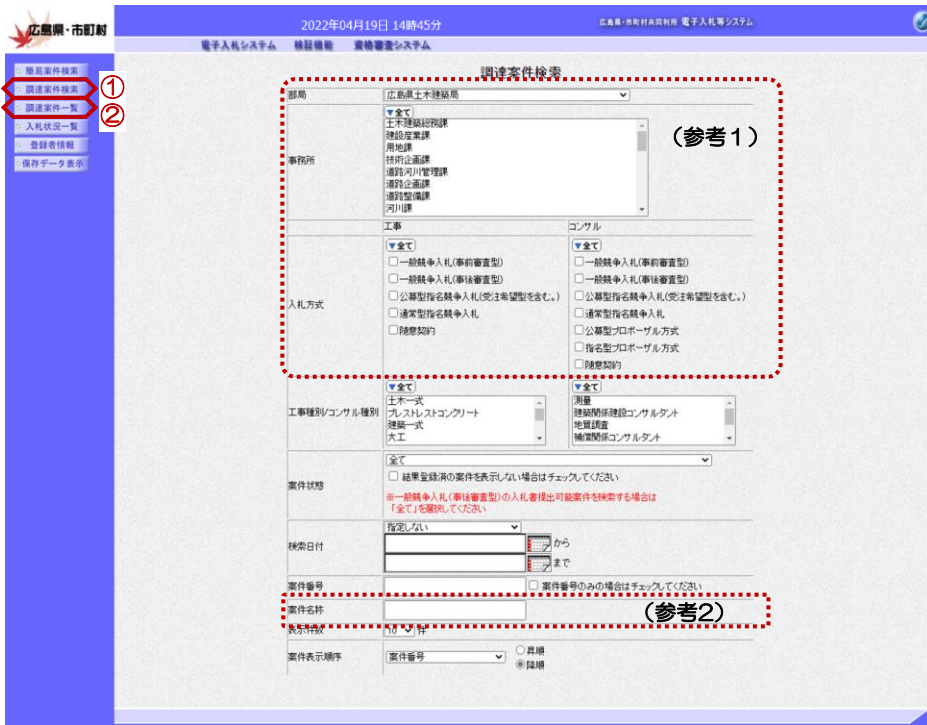 広島県・市町村
2022年04月19日 14時45分
広島県・市町村共同利用 電子入札等システム
電子入札システム 検証機能 資格審査システム
簡易案件検索
調達案件検索 ①
調達案件一覧 ②
入札状況一覧
登録者情報
保存データ表示
調達案件検索
部局 広島県土木建築局
▼全て
事務所
土木建築総務課
建設産業課
用地課
技術企画課
道路河川管理課
道路企画課
道路整備課
河川課
(参考1)
工事 コンサル
入札方式
▼全て
一般競争入札(事前審査型)
一般競争入札(事後審査型)
公募型指名競争入札(受注希望型を含む。)
通常型指名競争入札
随意契約
▼全て
一般競争入札(事前審査型)
一般競争入札(事後審査型)
公募型指名競争入札(受注希望型を含む。)
通常型指名競争入札
公募型プロポーザル方式
指名型プロポーザル方式
随意契約
工事種別/コンサル種別
▼全て
土木一式
プレストレストコンクリート
建築一式
大工
▼全て
測量
建築関係建設コンサルタント
地質調査
補償関係コンサルタント
案件状態
全て
結果登録済の案件を表示しない場合はチェックしてください
※一般競争入札(事後審査型)の入札書提出可能案件を検索する場合は
「全て」を選択してください
検索日付
指定しない
から
まで
案件番号 案件番号のみの場合はチェックしてください
案件名称 (参考2)
表示件数 10 件
案件表示順序 案件番号
昇順
降順